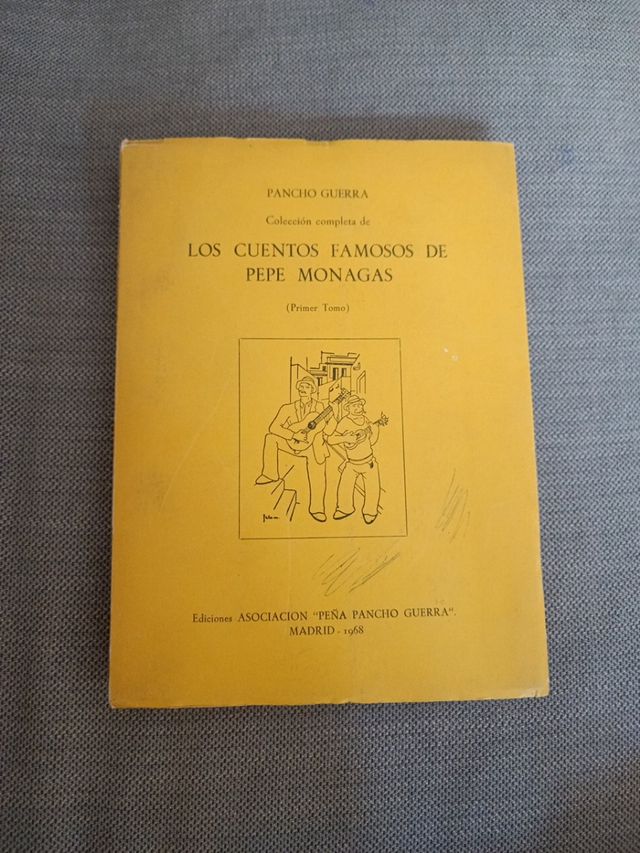 PANCHO GUERRA
Colección completa de
LOS CUENTOS FAMOSOS DE
PEPE MONAGAS
(Primer Tomo)
Ediciones ASOCIACION "PEÑA PANCHO GUERRA".
MADRID - 1968